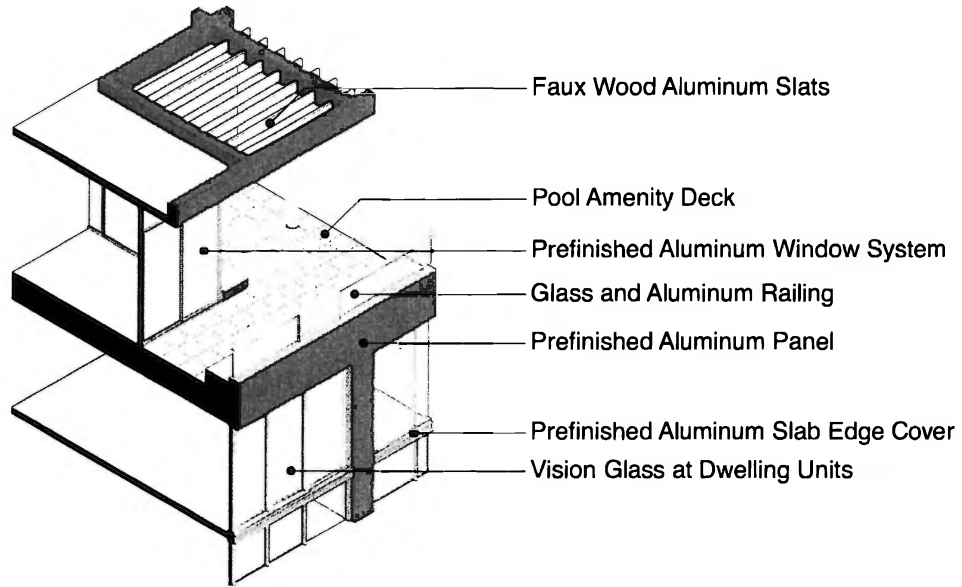 Faux Wood Aluminum Slats
Pool Amenity Deck
Prefinished Aluminum Window System
Glass and Aluminum Railing
Prefinished Aluminum Panel
Prefinished Aluminum Slab Edge Cover
Vision Glass at Dwelling Units